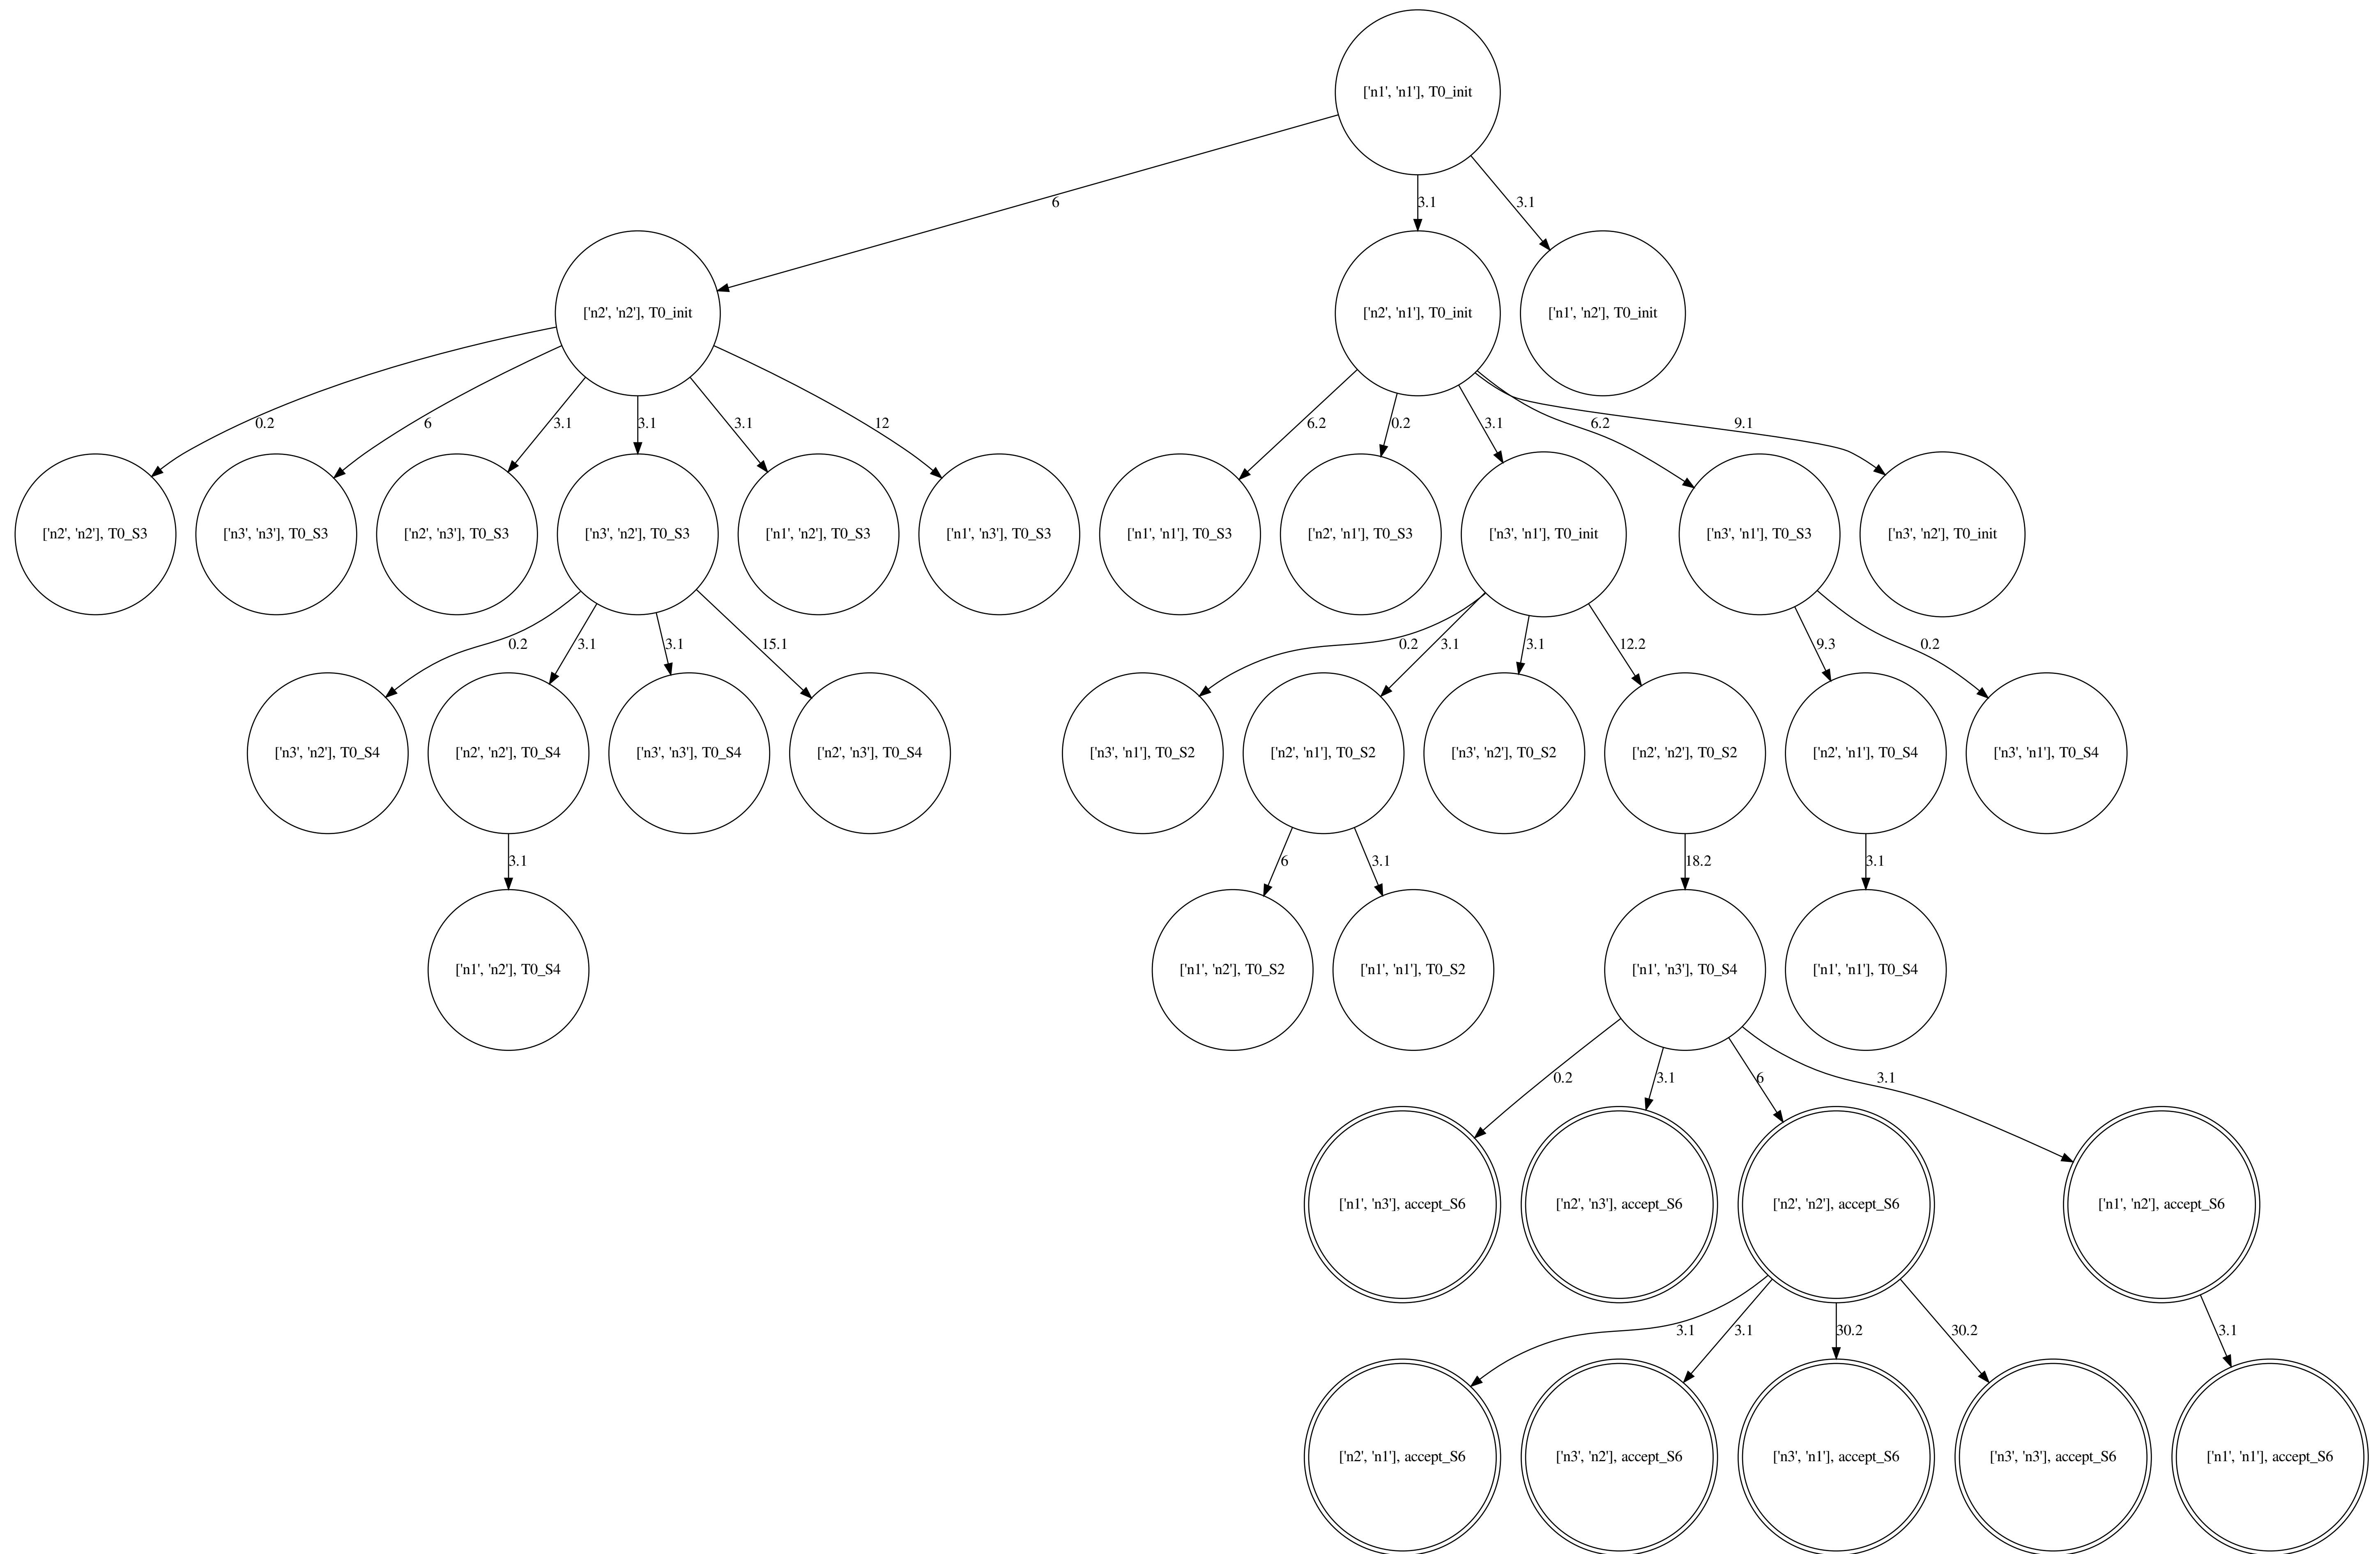 ['n1', 'n1'], T0_init
6
3.1
3.1
['n2', 'n2'], T0_init
['n2', 'n1'], T0_init
['n1', 'n2'], T0_init
0.2
6
3.1
3.1
3.1
12
6.2
0.2
3.1
6.2
9.1
['n2', 'n2'], T0_S3
['n3', 'n3'], T0_S3
['n2', 'n3'], T0_S3
['n3', 'n2'], T0_S3
['n1', 'n2'], T0_S3
['n1', 'n3'], T0_S3
['n1', 'n1'], T0_S3
['n2', 'n1'], T0_S3
['n3', 'n1'], T0_init
['n3', 'n1'], T0_S3
['n3', 'n2'], T0_init
0.2
3.1
3.1
15.1
0.2
3.1
3.1
12.2
9.3
0.2
['n3', 'n2'], T0_S4
['n2', 'n2'], T0_S4
['n3', 'n3'], T0_S4
['n2', 'n3'], T0_S4
['n3', 'n1'], T0_S2
['n2', 'n1'], T0_S2
['n3', 'n2'], T0_S2
['n2', 'n2'], T0_S2
['n2', 'n1'], T0_S4
['n3', 'n1'], T0_S4
3.1
6
3.1
18.2
3.1
['n1', 'n2'], T0_S4
['n1', 'n2'], T0_S2
['n1', 'n1'], T0_S2
['n1', 'n3'], T0_S4
['n1', 'n1'], T0_S4
0.2
3.1
6
3.1
['n1', 'n3'], accept_S6
['n2', 'n3'], accept_S6
['n2', 'n2'], accept_S6
['n1', 'n2'], accept_S6
3.1
3.1
30.2
30.2
3.1
['n2', 'n1'], accept_S6
['n3', 'n2'], accept_S6
['n3', 'n1'], accept_S6
['n3', 'n3'], accept_S6
['n1', 'n1'], accept_S6